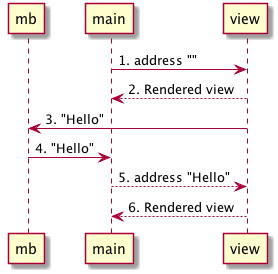 mb main view
1. address ""
2. Rendered view
3. "Hello"
4. "Hello"
5. address "Hello"
6. Rendered view
mb main view